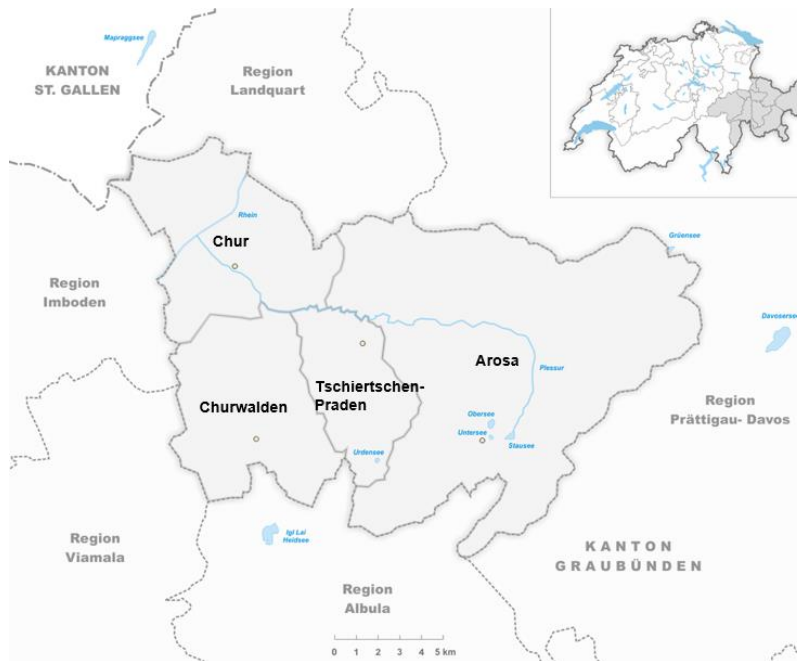 Mapraggsee
KANTON
ST. GALLEN
Region
Landquart
Rhein
Chur
Grüensee
Region
Imboden
Davosersee
Plessur
Arosa
Tschiertschen-
Praden
Churwalden
Region
Prättigau- Davos
Obersee
Untersee
Stausee
Urdensee
Igl Lai
Heidsee
Region
Viamala
KANTON
GRAUBÜNDEN
Region
Albula
0 1 2 3 4 5 km